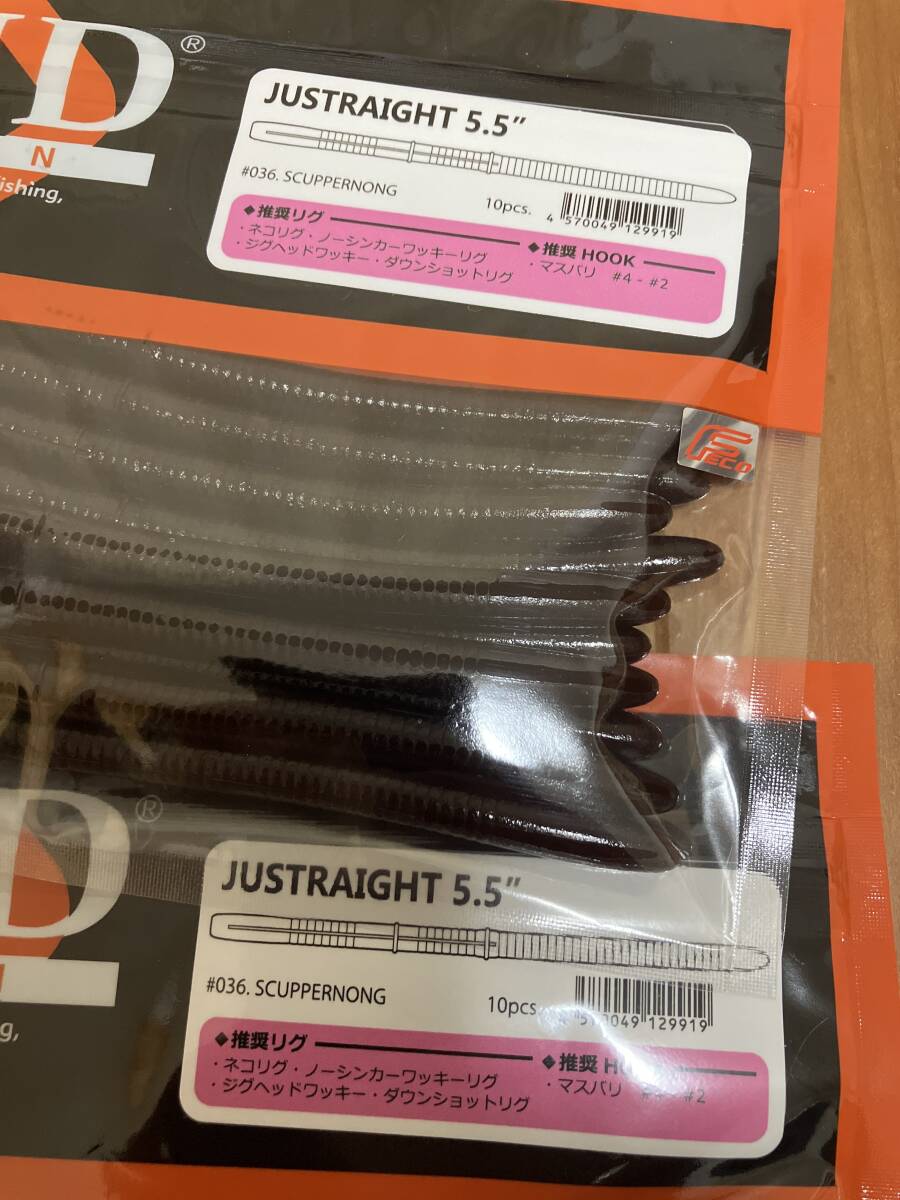 D®
N
ishing,
JUSTRAIGHT 5.5"
#036. SCUPPERNONG
10pcs.
4 570049 129919
◆推奨リグ
・ネコリグ・ノーシンカーワッキーリグ
・ジグヘッドワッキー・ダウンショットリグ
◆推奨 HOOK
・マスバリ #4 - #2
FECO
D®
g,
JUSTRAIGHT 5.5"
#036. SCUPPERNONG
10pcs.
129919
◆推奨リグ
・ネコリグ・ノーシンカーワッキーリグ
・ジグヘッドワッキー・ダウンショットリグ
◆推奨
・マスバリ #2